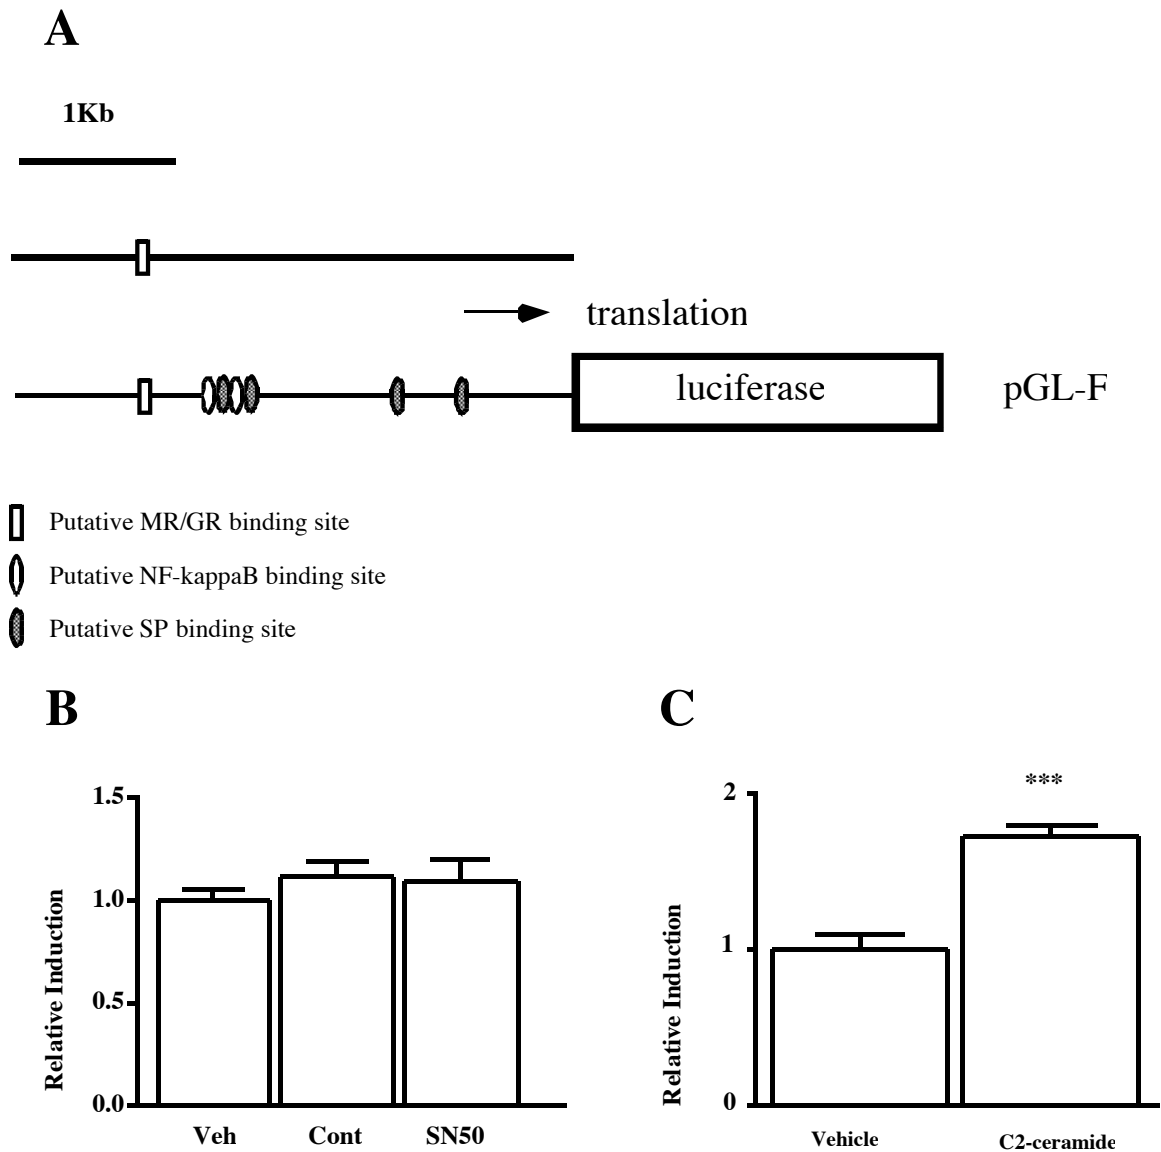 A
1Kb
translation
luciferase
pGL-F
Putative MR/GR binding site
Putative NF-kappaB binding site
Putative SP binding site
B
Relative Induction
1.5
1.0
0.5
0.0
Veh Cont SN50
C
Relative Induction
2
1
0
***
Vehicle C2-ceramide